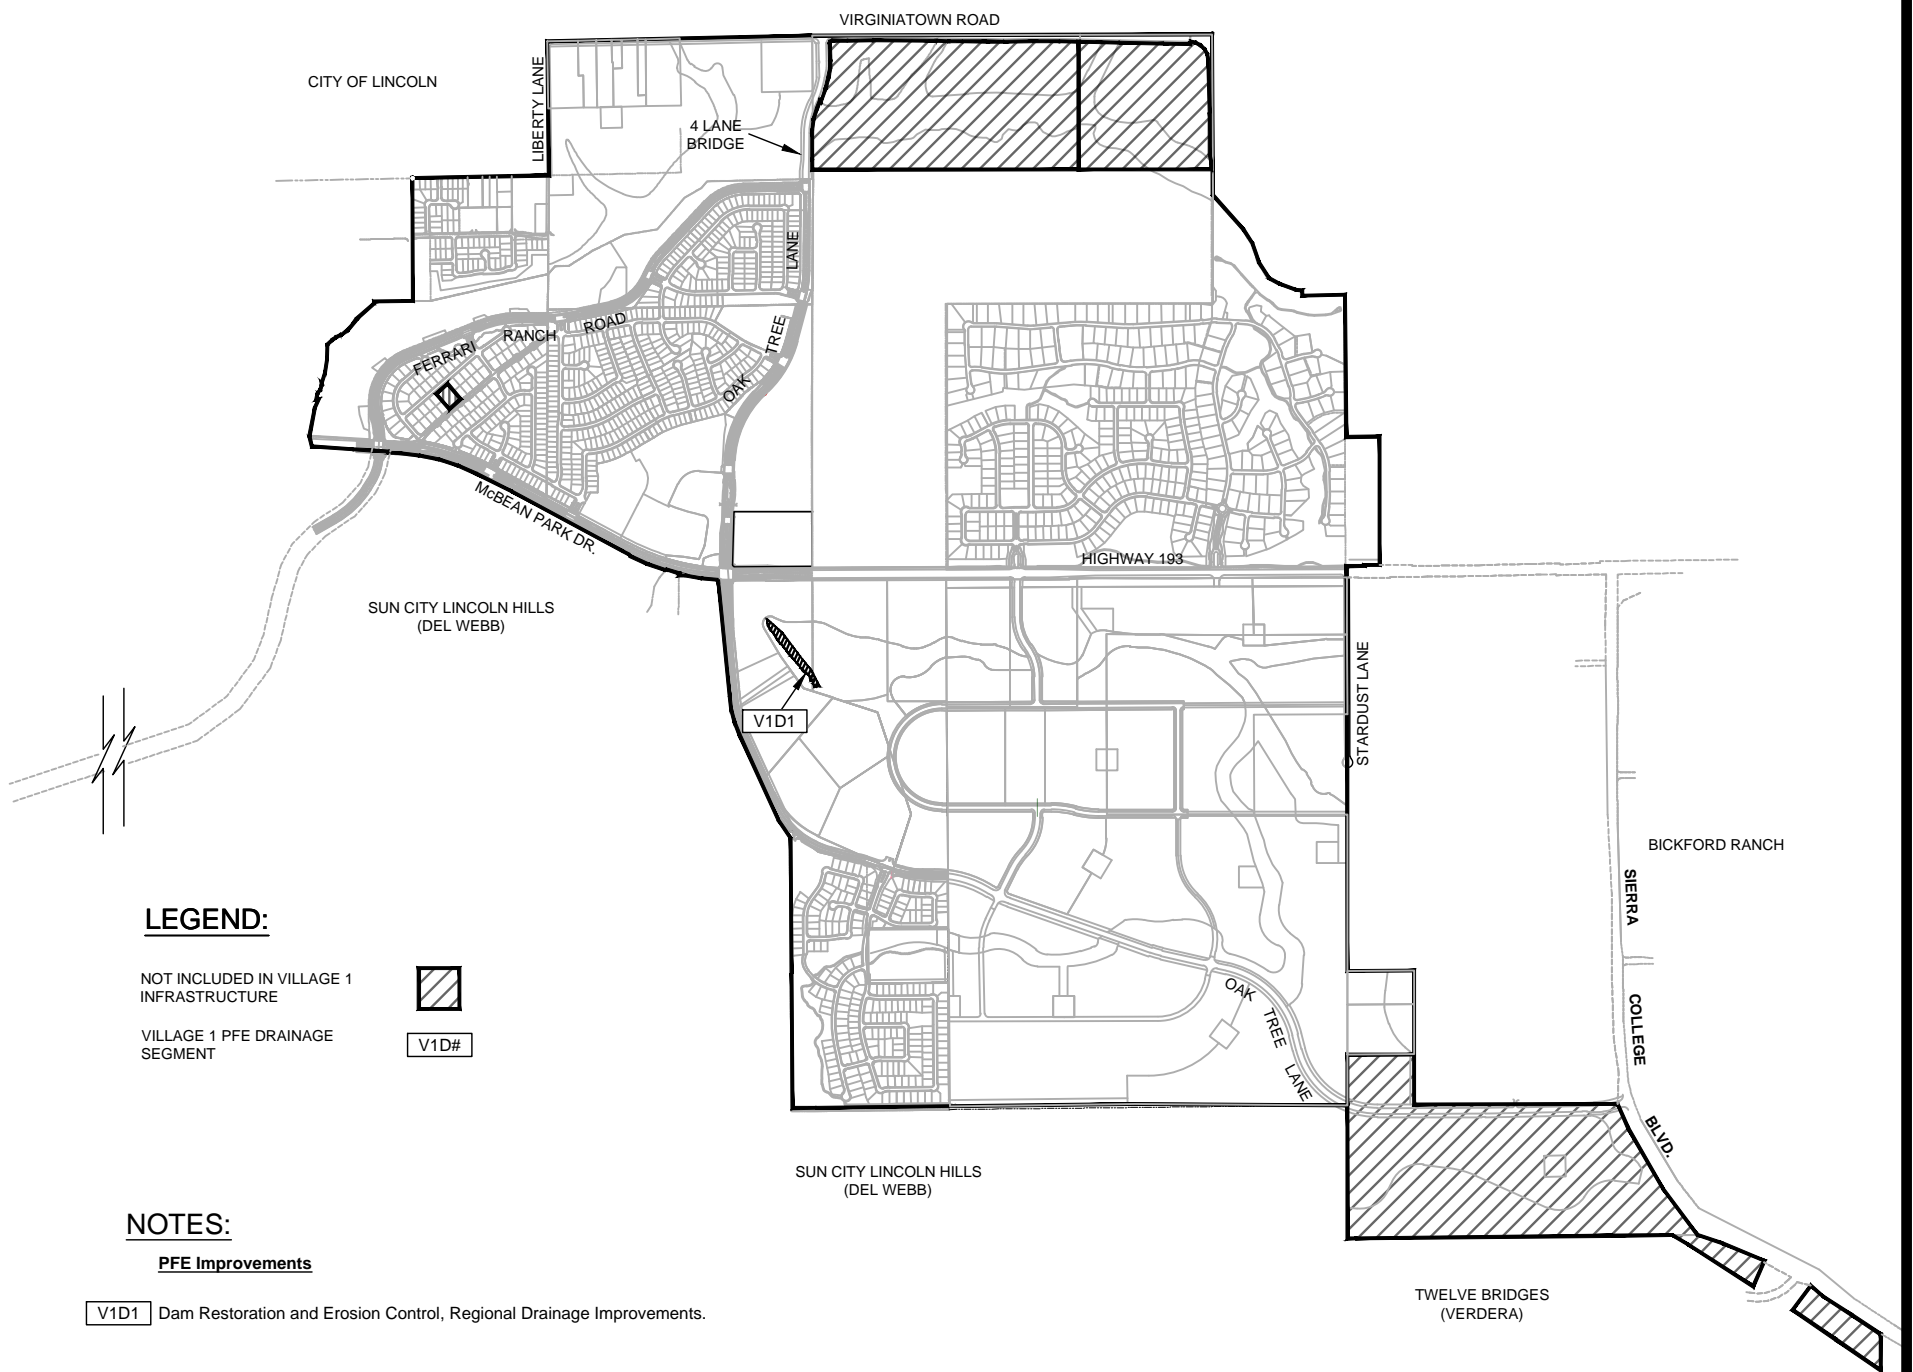 VIRGINIATOWN ROAD
CITY OF LINCOLN
LIBERTY LANE
4 LANE
BRIDGE
LANE
TREE
OAK
FERRARI
RANCH
ROAD
McBEAN PARK DR.
HIGHWAY 193
SUN CITY LINCOLN HILLS
(DEL WEBB)
STARDUST LANE
V1D1
BICKFORD RANCH
SIERRA
COLLEGE
BLVD.
OAK
TREE
LANE
LEGEND:
NOT INCLUDED IN VILLAGE 1
INFRASTRUCTURE
VILLAGE 1 PFE DRAINAGE
SEGMENT
V1D#
SUN CITY LINCOLN HILLS
(DEL WEBB)
NOTES:
PFE Improvements
V1D1 Dam Restoration and Erosion Control, Regional Drainage Improvements.
TWELVE BRIDGES
(VERDERA)